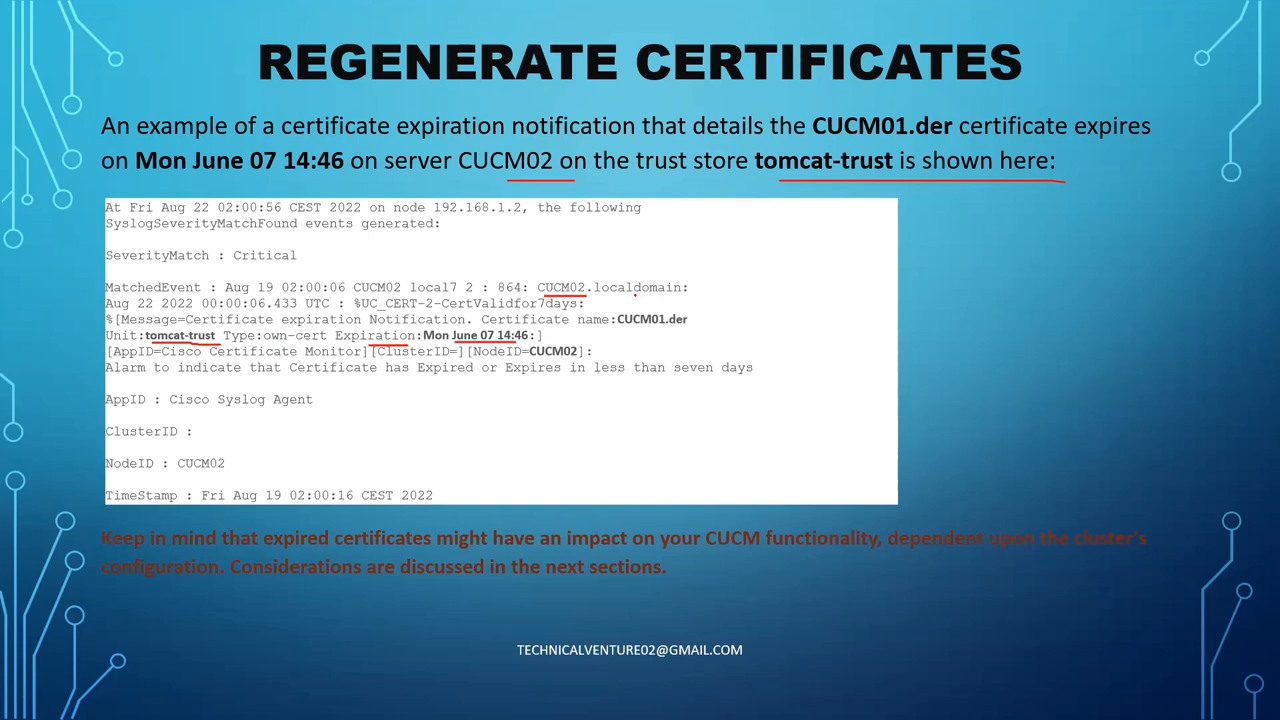 REGENERATE CERTIFICATES
An example of a certificate expiration notification that details the CUCM01.der certificate expires
on Mon June 07 14:46 on server CUCM02 on the trust store tomcat-trust is shown here:
At Fri Aug 22 02:00:56 CEST 2022 on node 192.168.1.2, the following
SyslogSeverityMatchFound events generated:
SeverityMatch : Critical
MatchedEvent : Aug 19 02:00:06 CUCM02 local7 2 : 864: CUCM02.localdomain:
Aug 22 2022 00:00:06.433 UTC : %UC_CERT-2-CertValidfor7days:
%[Message=Certificate expiration Notification. Certificate name:CUCM01.der
Unit:tomcat-trust Type:own-cert Expiration:Mon June 07 14:46:]
[AppID=Cisco Certificate Monitor][ClusterID=][NodeID=CUCM02]:
Alarm to indicate that Certificate has Expired or Expires in less than seven days
AppID : Cisco Syslog Agent
ClusterID :
NodeID : CUCM02
TimeStamp : Fri Aug 19 02:00:16 CEST 2022
Keep in mind that expired certificates might have an impact on your CUCM functionality, dependent upon the cluster's
configuration. Considerations are discussed in the next sections.
TECHNICALVENTURE02@GMAIL.COM